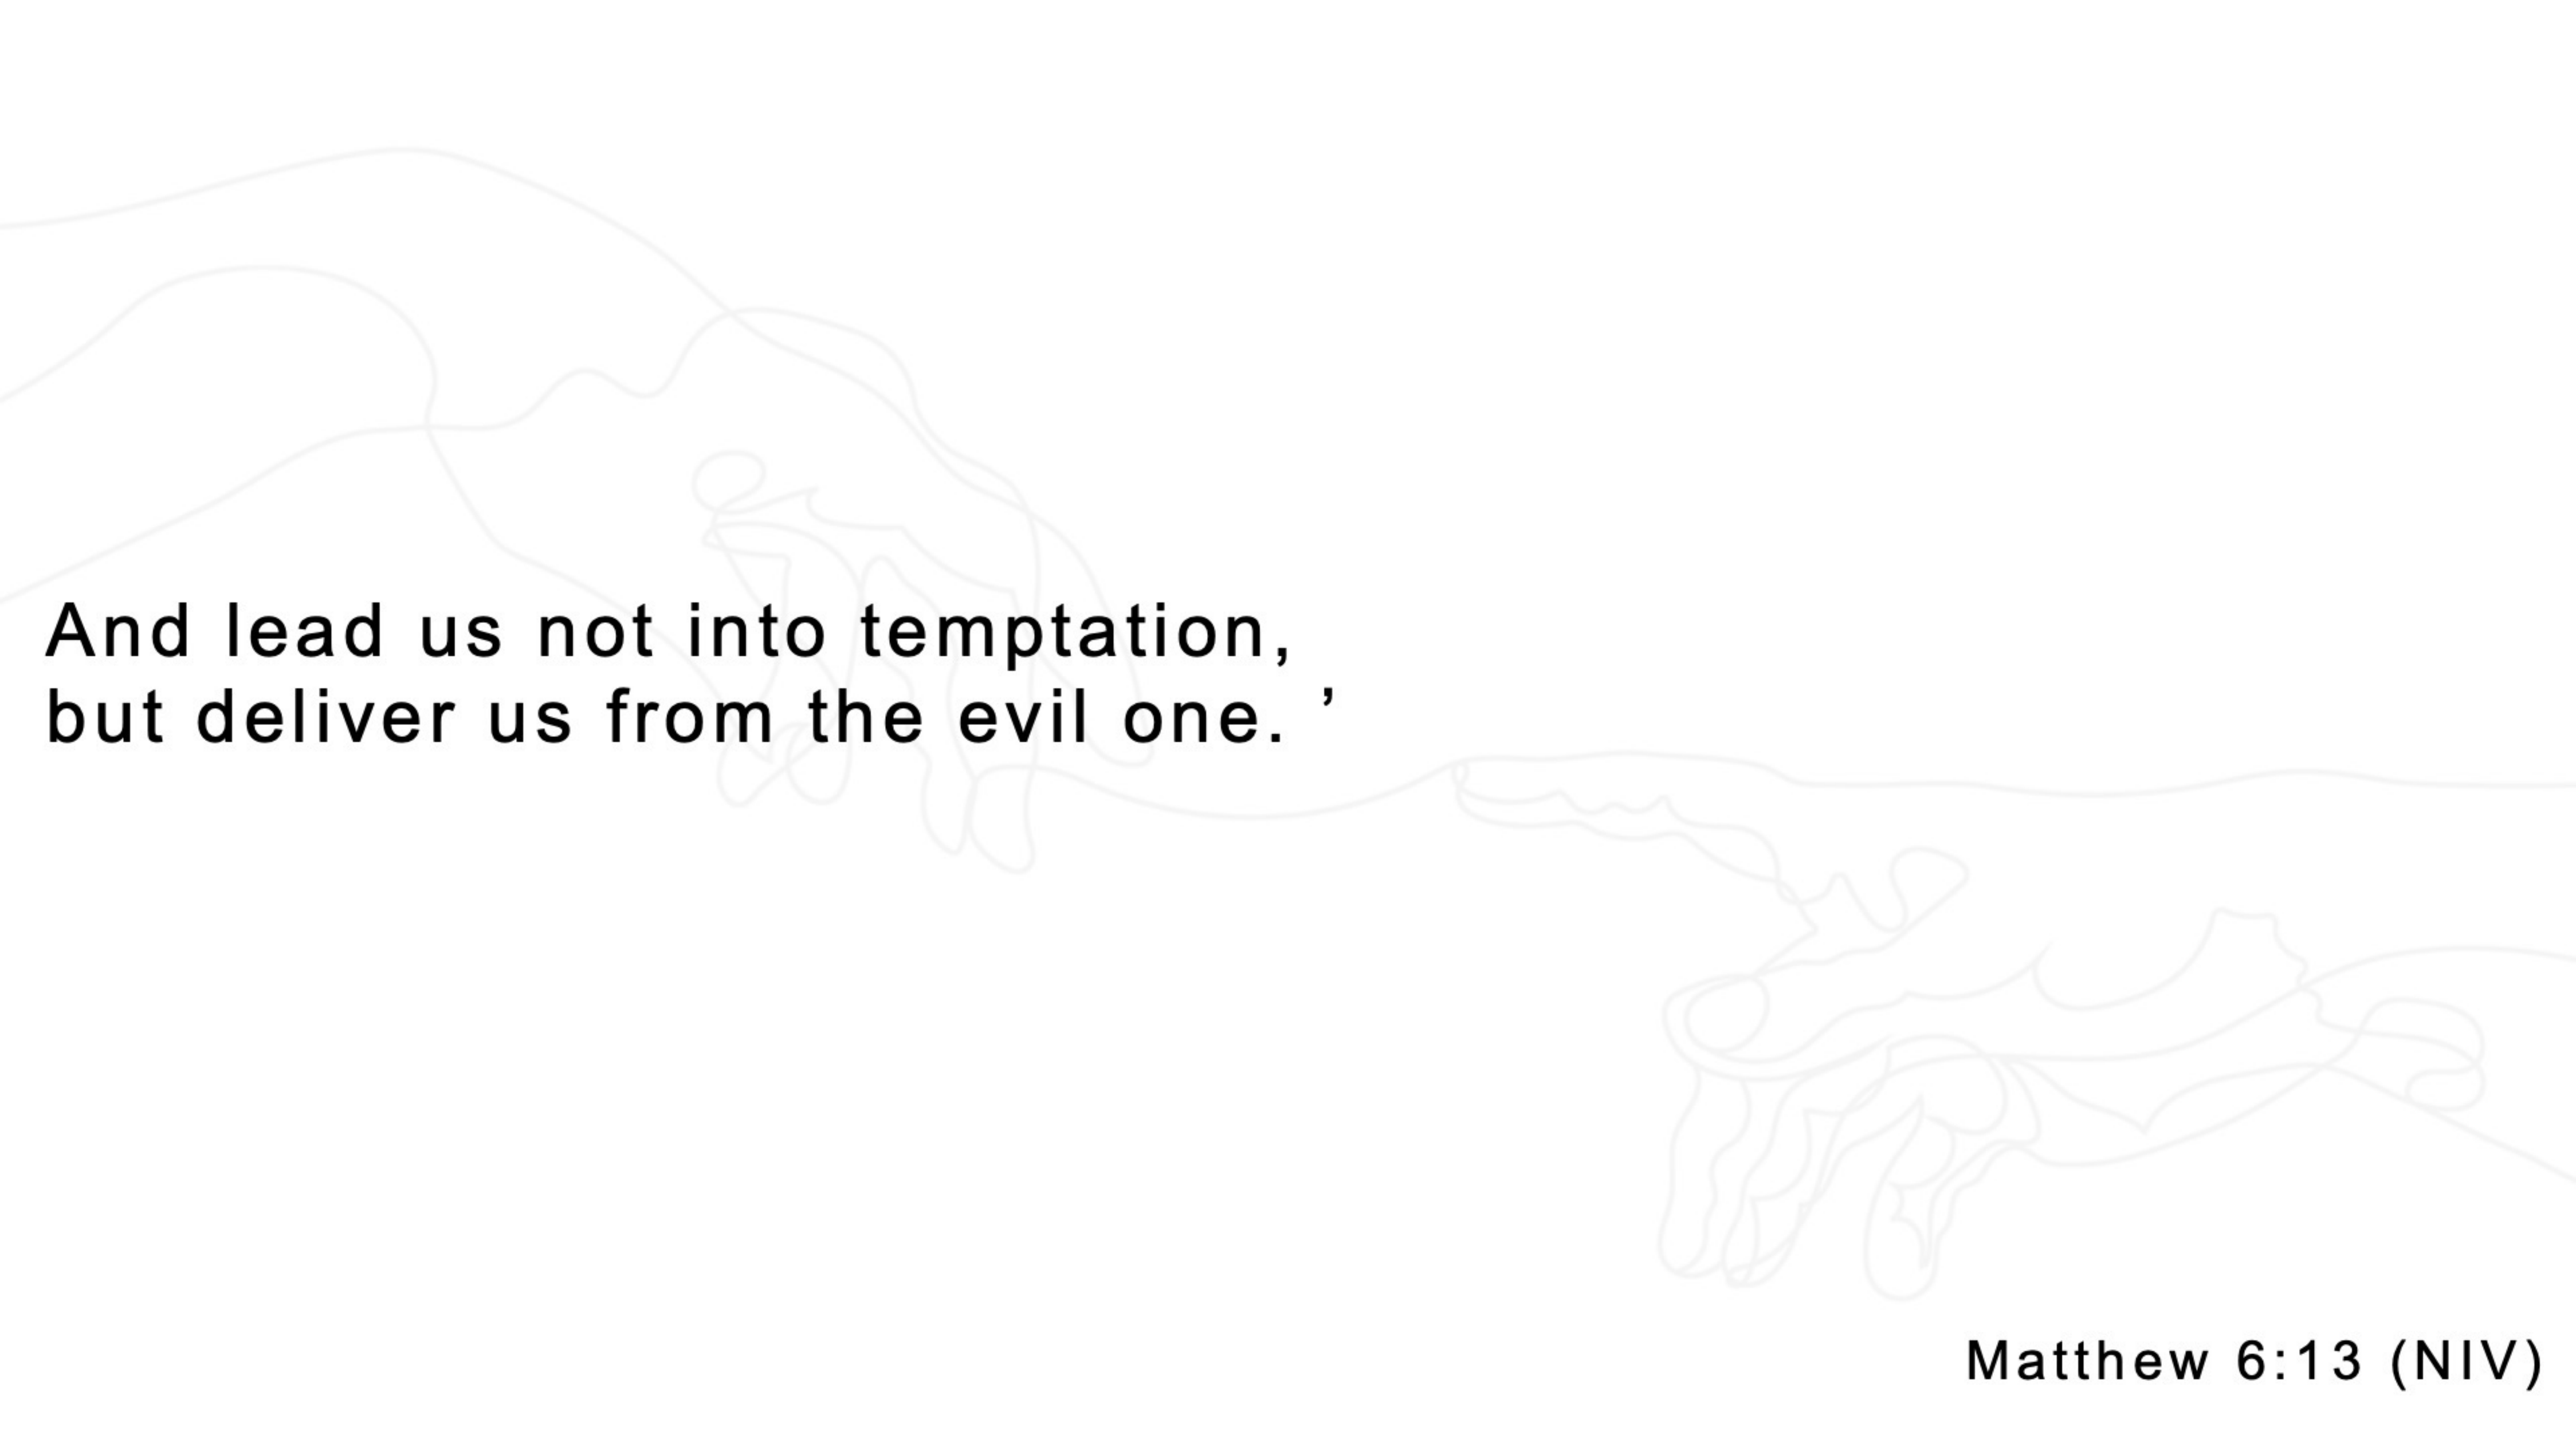 And lead us not into temptation,
but deliver us from the evil one. ’
Matthew 6:13 (NIV)